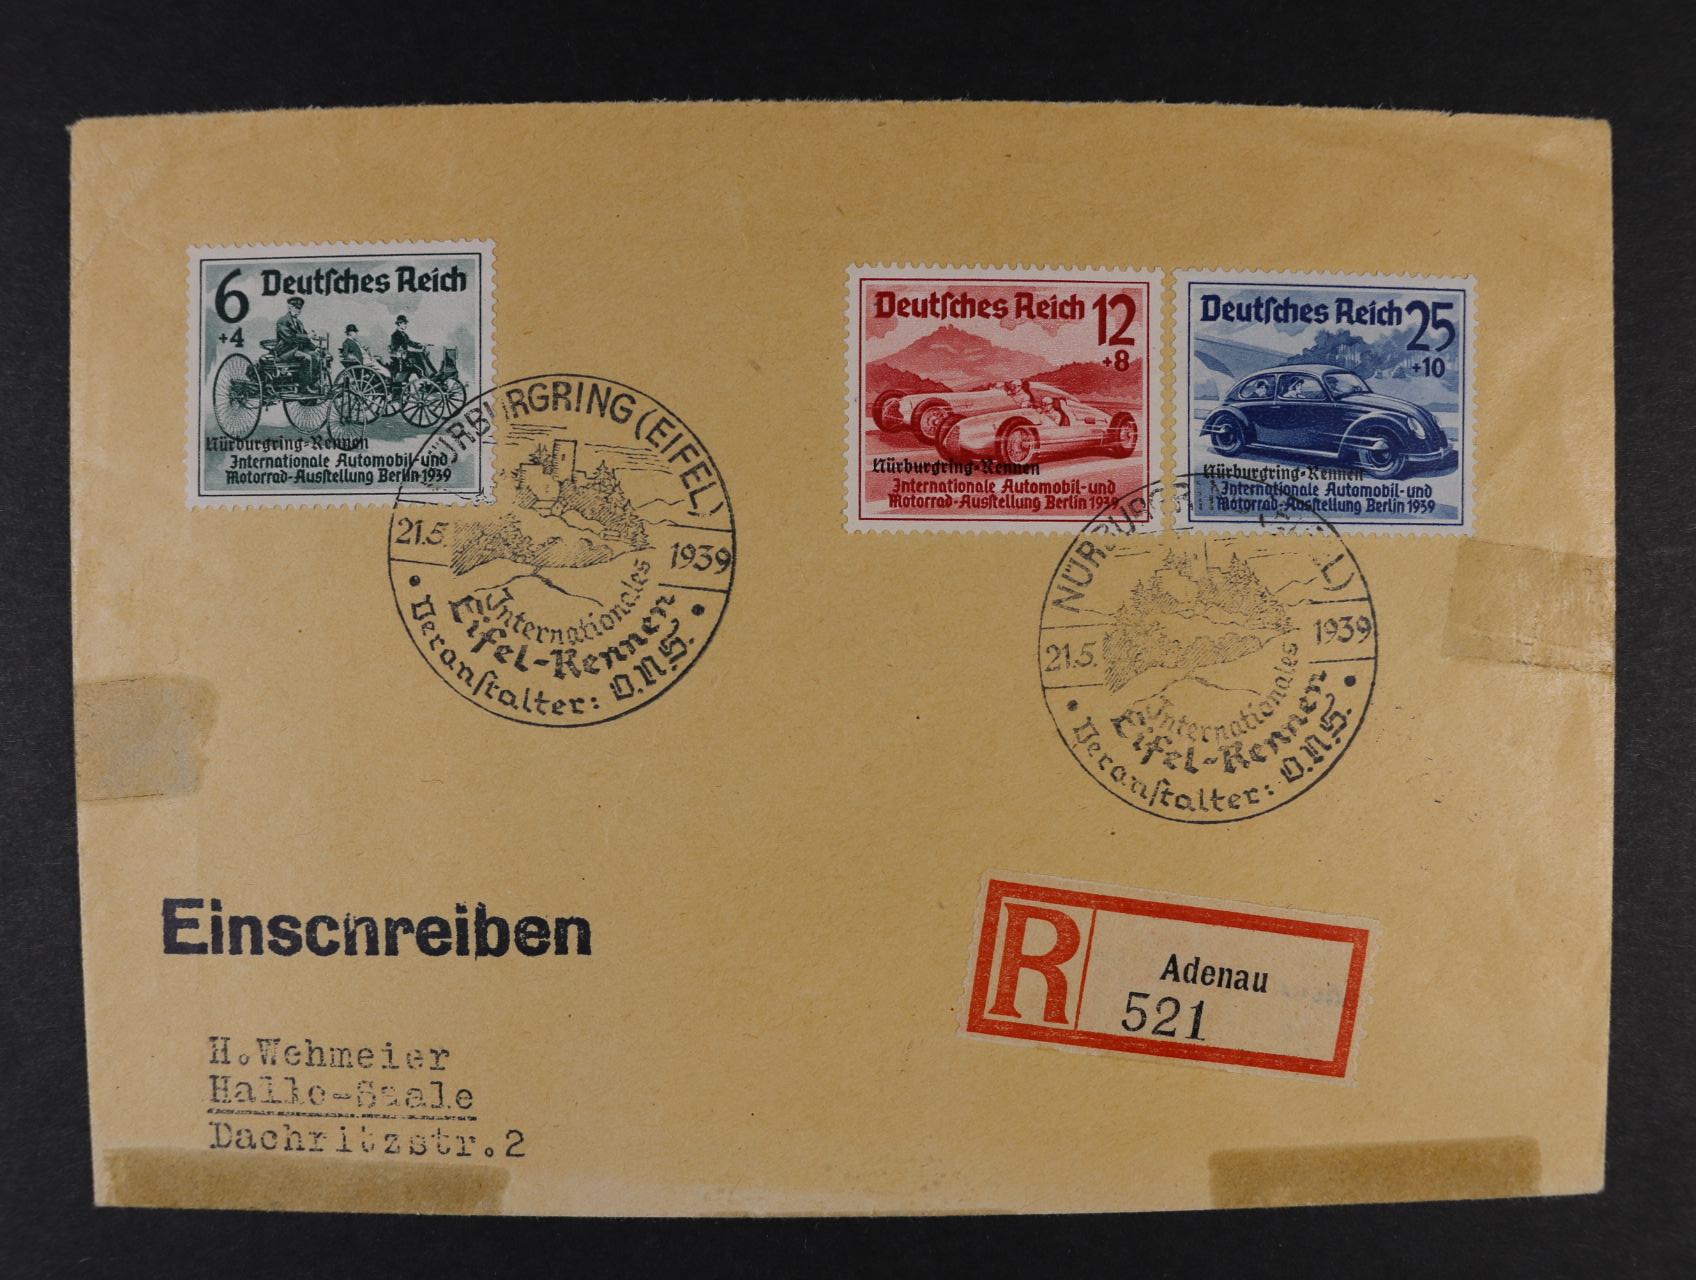 6 Deutsches Reich
+4
Nürburgring-Rennen
Internationale Automobil- und
Motorrad-Ausstellung Berlin 1939
Deutsches Reich 12
+8
Nürburgring-Rennen
Internationale Automobil- und
Motorrad-Ausstellung Berlin 1939
Deutsches Reich 25
+10
Nürburgring-Rennen
Internationale Automobil- und
Motorrad-Ausstellung Berlin 1939
NÜRBURGRING (EIFEL)
21.5. 1939
Internationales
Eifel-Rennen
Veranstalter: O.N.S.
NÜRBURGRING (EIFEL)
21.5. 1939
Internationales
Eifel-Rennen
Veranstalter: O.N.S.
Einschreiben
R Adenau
521
H.Wehmeier
Halle-Saale
Dachritzstr.2